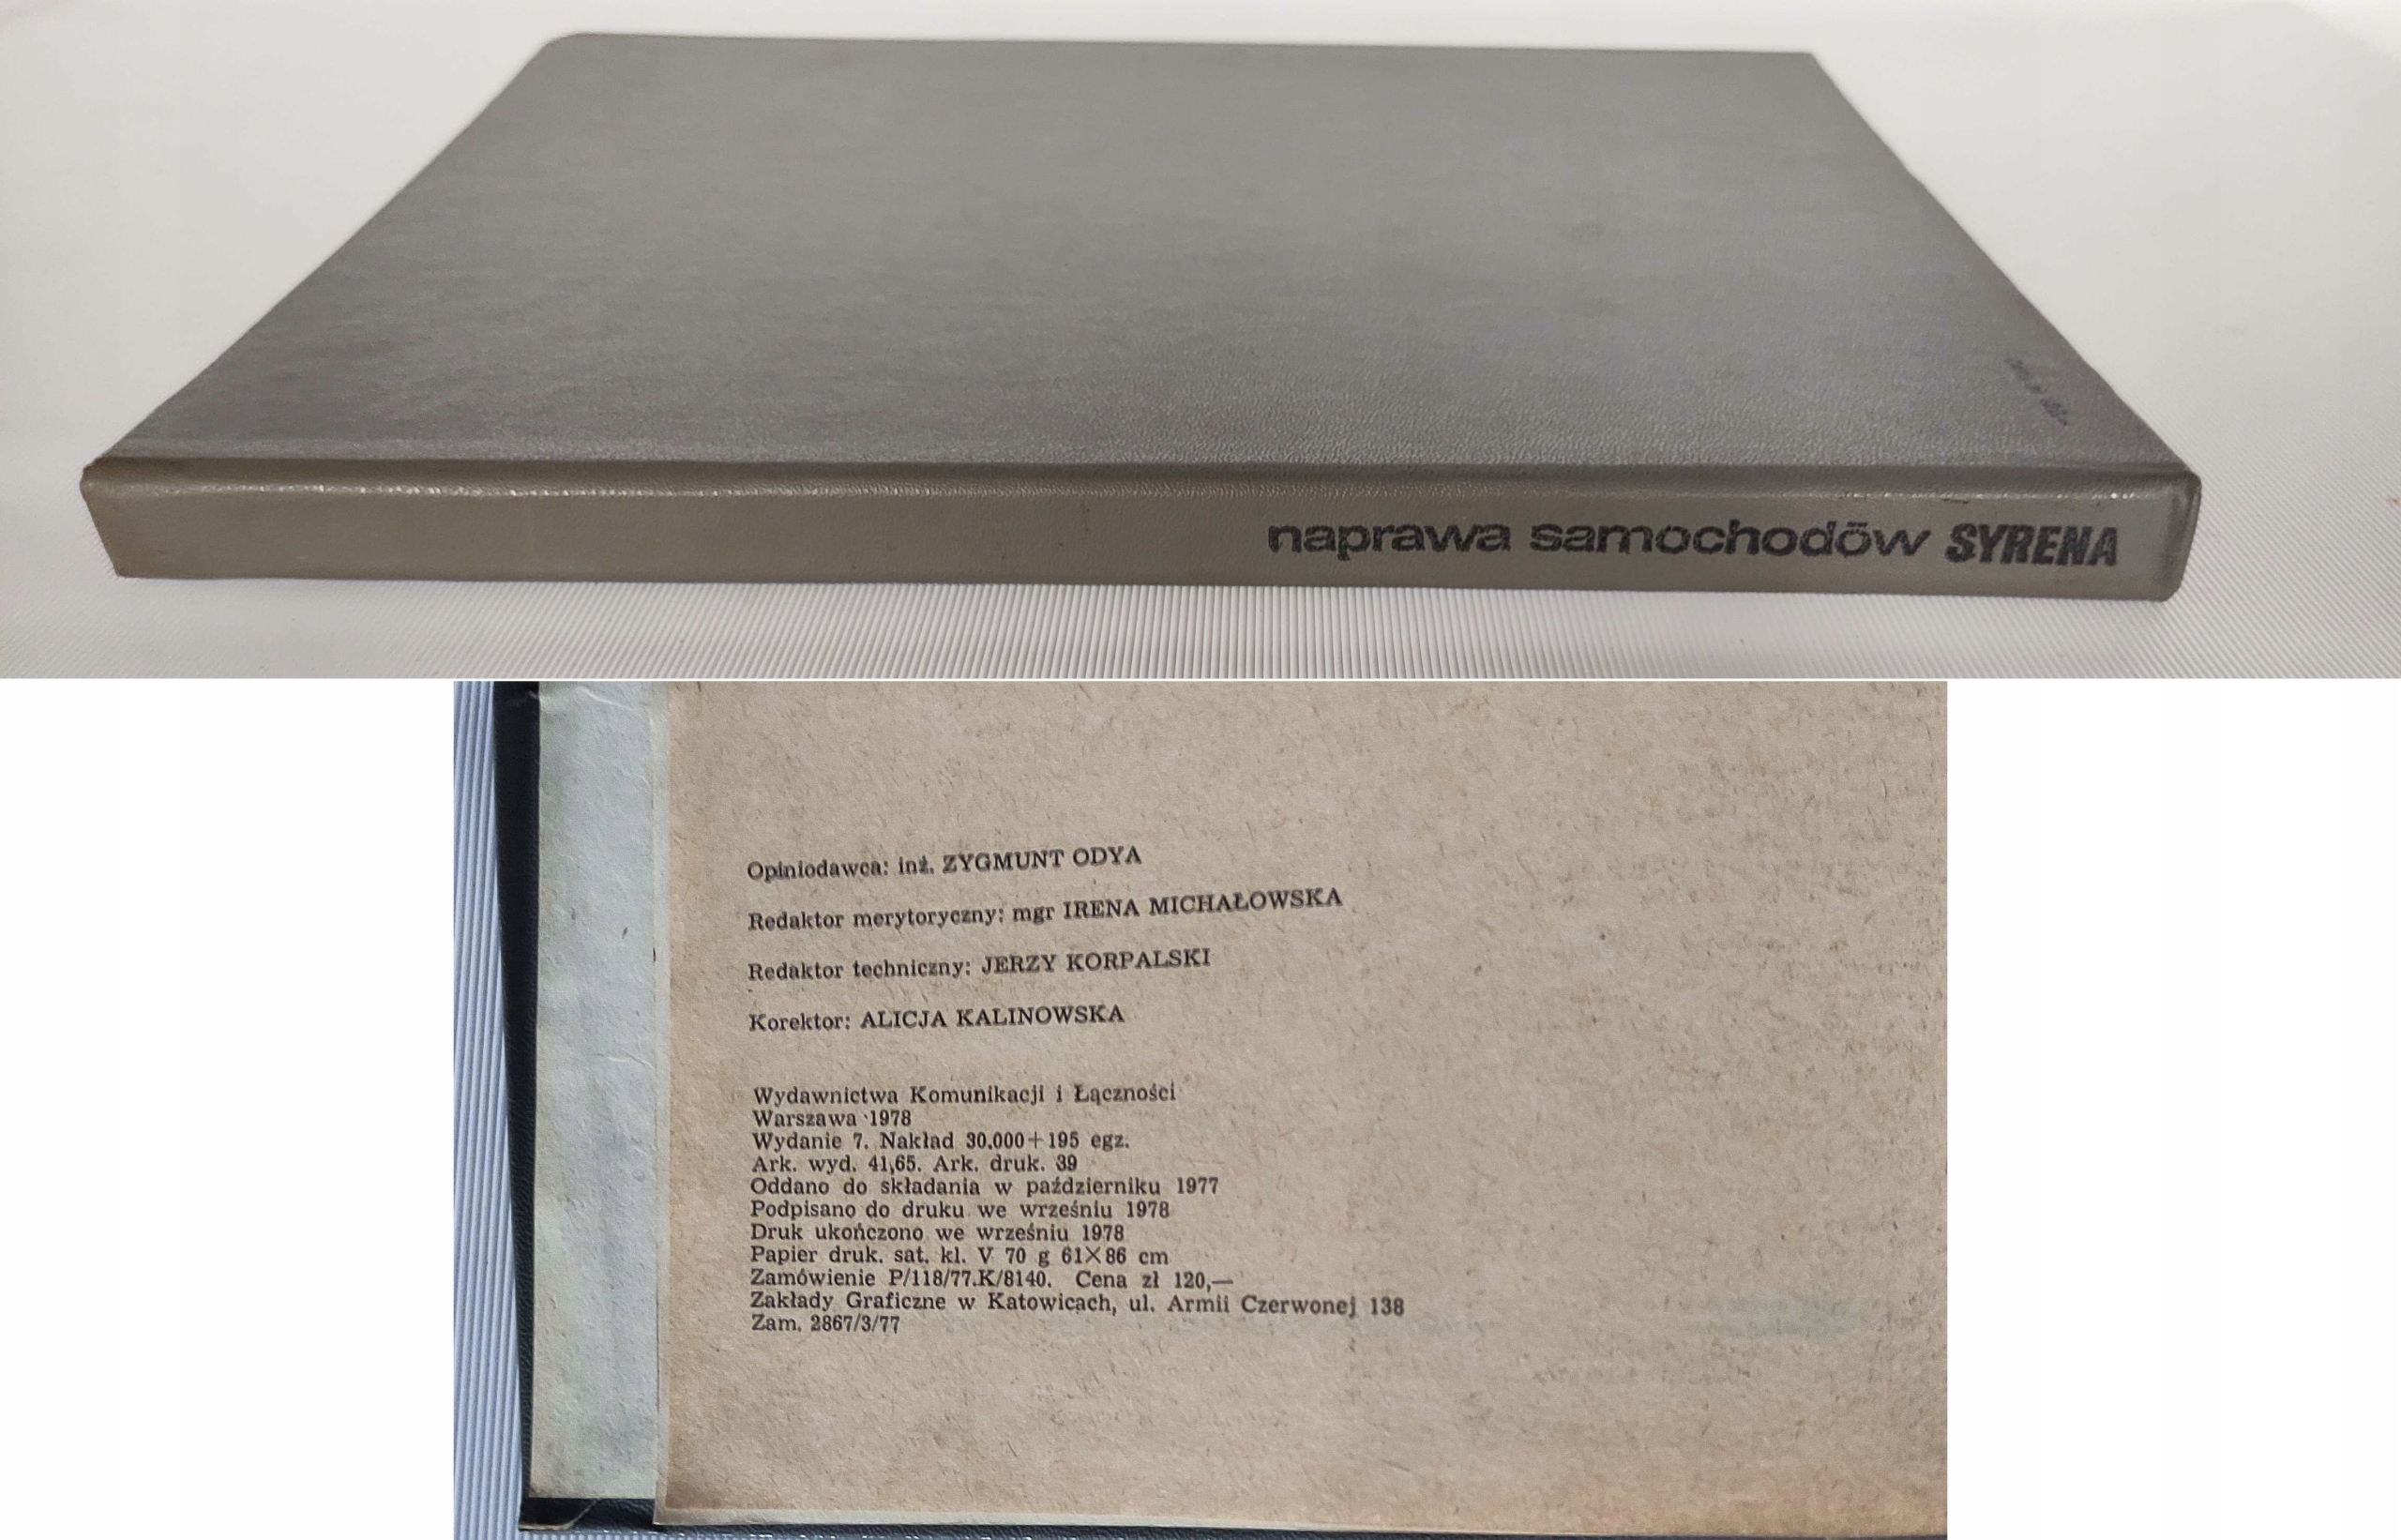 naprawa samochodów SYRENA
Opiniodawca: inż. ZYGMUNT ODYA
Redaktor merytoryczny: mgr IRENA MICHAŁOWSKA
Redaktor techniczny: JERZY KORPALSKI
Korektor: ALICJA KALINOWSKA
Wydawnictwa Komunikacji i Łączności
Warszawa 1978
Wydanie 7. Nakład 30.000+195 egz.
Ark. wyd. 41,65. Ark. druk. 39
Oddano do składania w październiku 1977
Podpisano do druku we wrześniu 1978
Druk ukończono we wrześniu 1978
Papier druk. sat. kl. V 70 g 61×86 cm
Zamówienie P/118/77.K/8140. Cena zł 120,—
Zakłady Graficzne w Katowicach, ul. Armii Czerwonej 138
Zam. 2867/3/77